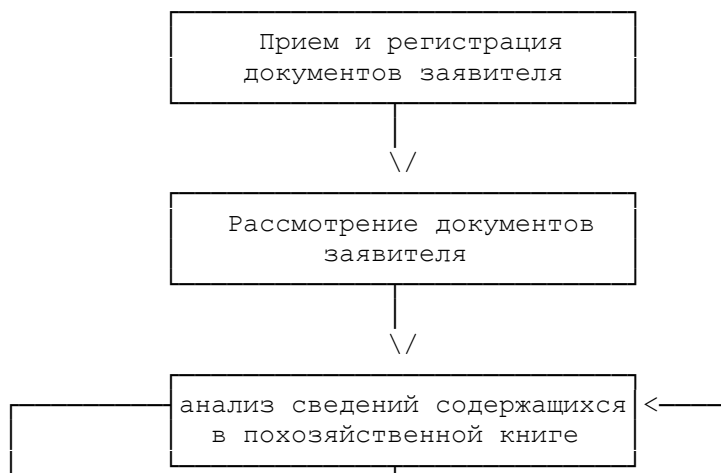 Прием и регистрация
документов заявителя
Рассмотрение документов
заявителя
анализ сведений содержащихся
в похозяйственной книге